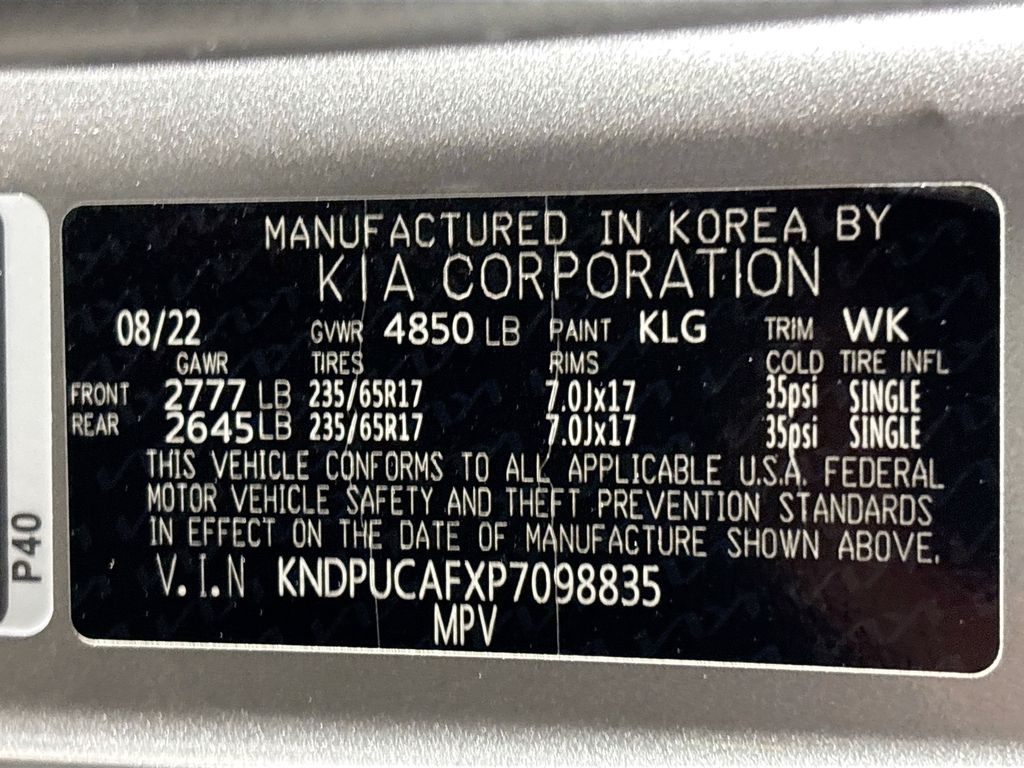 MANUFACTURED IN KOREA BY
KIA CORPORATION
08/22 GVWR 4850 LB PAINT KLG TRIM WK
GAWR TIRES RIMS COLD TIRE INFL
FRONT 2777 LB 235/65R17 7.0Jx17 35psi SINGLE
REAR 2645 LB 235/65R17 7.0Jx17 35psi SINGLE
THIS VEHICLE CONFORMS TO ALL APPLICABLE U.S.A. FEDERAL
MOTOR VEHICLE SAFETY AND THEFT PREVENTION STANDARDS
IN EFFECT ON THE DATE OF MANUFACTURE SHOWN ABOVE.
V.I.N KNDPUCAFXP7098835
MPV
P40